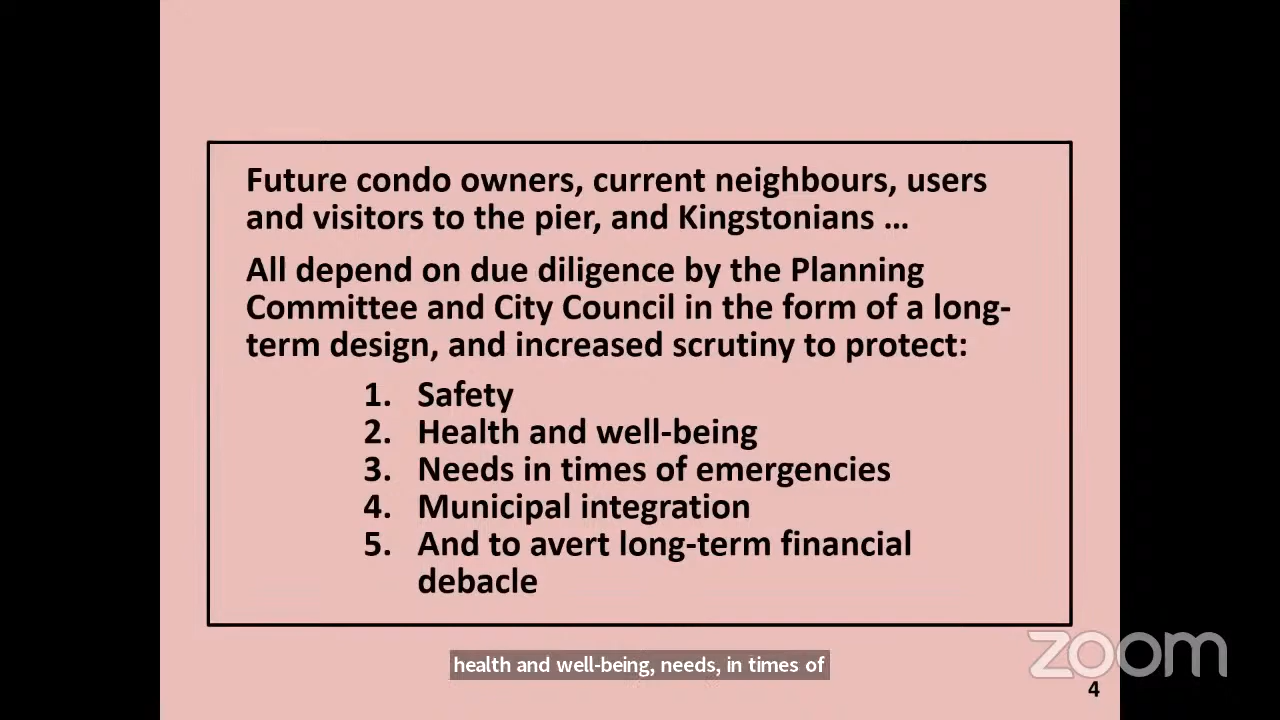 Future condo owners, current neighbours, users
and visitors to the pier, and Kingstonians …
All depend on due diligence by the Planning
Committee and City Council in the form of a long-
term design, and increased scrutiny to protect:
1. Safety
2. Health and well-being
3. Needs in times of emergencies
4. Municipal integration
5. And to avert long-term financial
debacle
zoom
health and well-being, needs, in times of
4